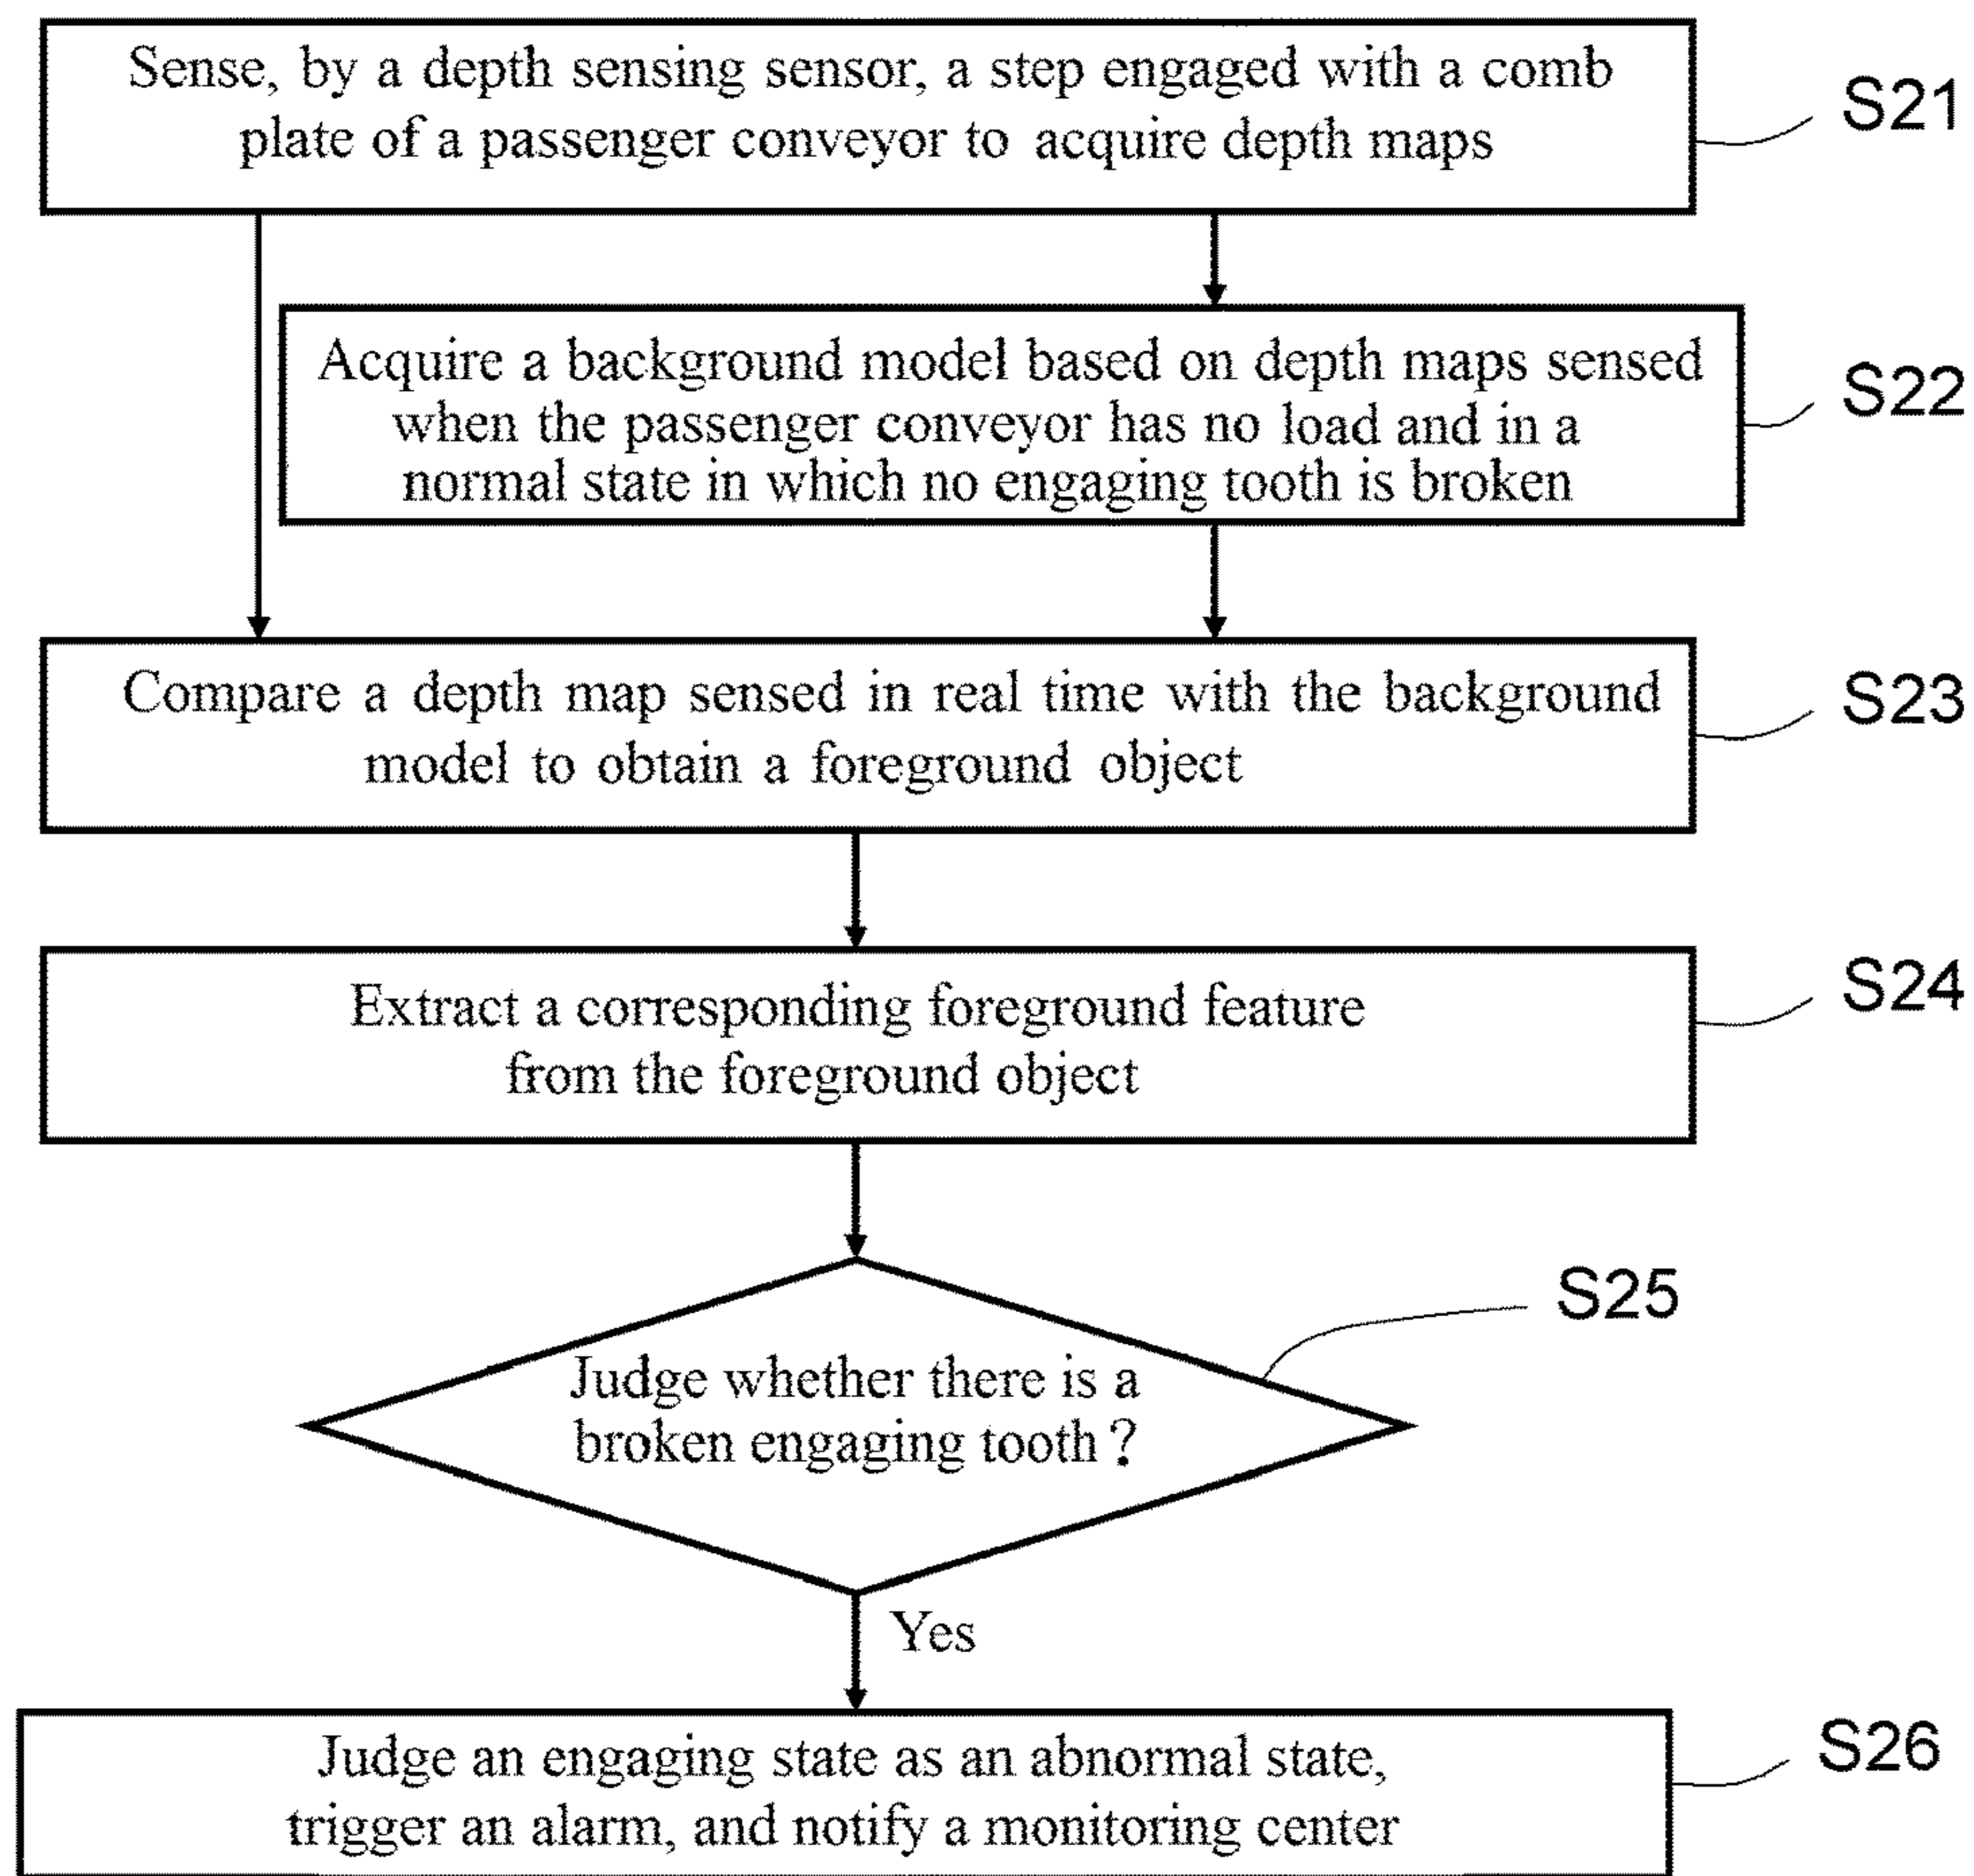 Sense, by a depth sensing sensor, a step engaged with a comb
plate of a passenger conveyor to acquire depth maps
S21
Acquire a background model based on depth maps sensed
when the passenger conveyor has no load and in a
normal state in which no engaging tooth is broken
S22
Compare a depth map sensed in real time with the background
model to obtain a foreground object
S23
Extract a corresponding foreground feature
from the foreground object
S24
Judge whether there is a
broken engaging tooth?
S25
Yes
Judge an engaging state as an abnormal state,
trigger an alarm, and notify a monitoring center
S26